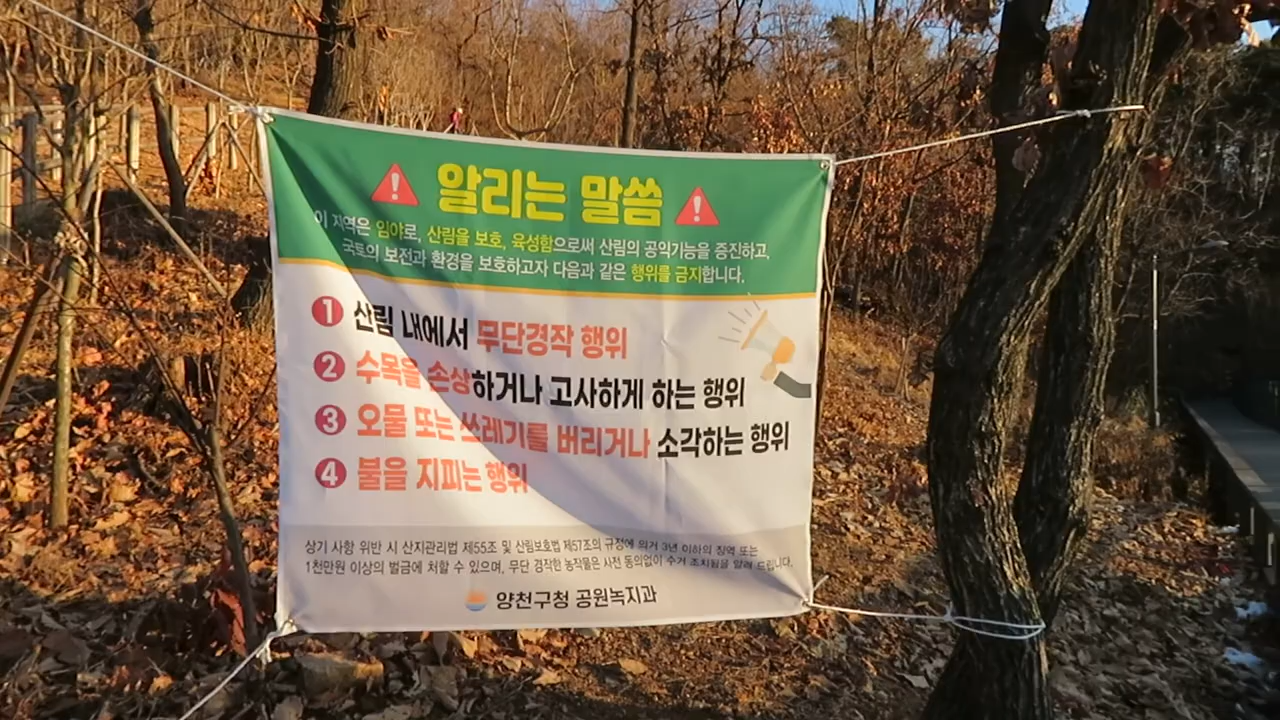 알리는 말씀
이 지역은 임야로, 산림을 보호, 육성함으로써 산림의 공익기능을 증진하고,
국토의 보전과 환경을 보호하고자 다음과 같은 행위를 금지합니다.
1 산림 내에서 무단경작 행위
2 수목을 손상하거나 고사하게 하는 행위
3 오물 또는 쓰레기를 버리거나 소각하는 행위
4 불을 지피는 행위
상기 사항 위반 시 산지관리법 제55조 및 산림보호법 제57조의 규정에 의거 3년 이하의 징역 또는
1천만원 이상의 벌금에 처할 수 있으며, 무단 경작한 농작물은 사전 동의없이 수거 조치됨을 알려 드립니다.
양천구청 공원녹지과